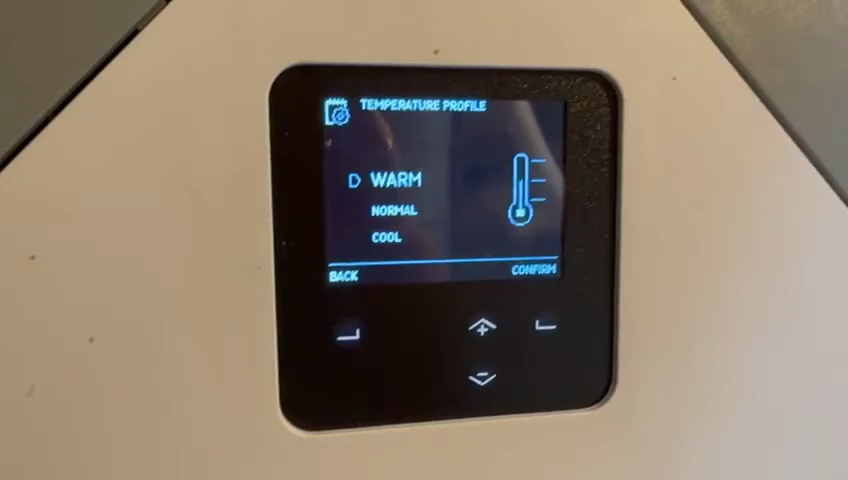 TEMPERATURE PROFILE
WARM
NORMAL
COOL
BACK
CONFIRM